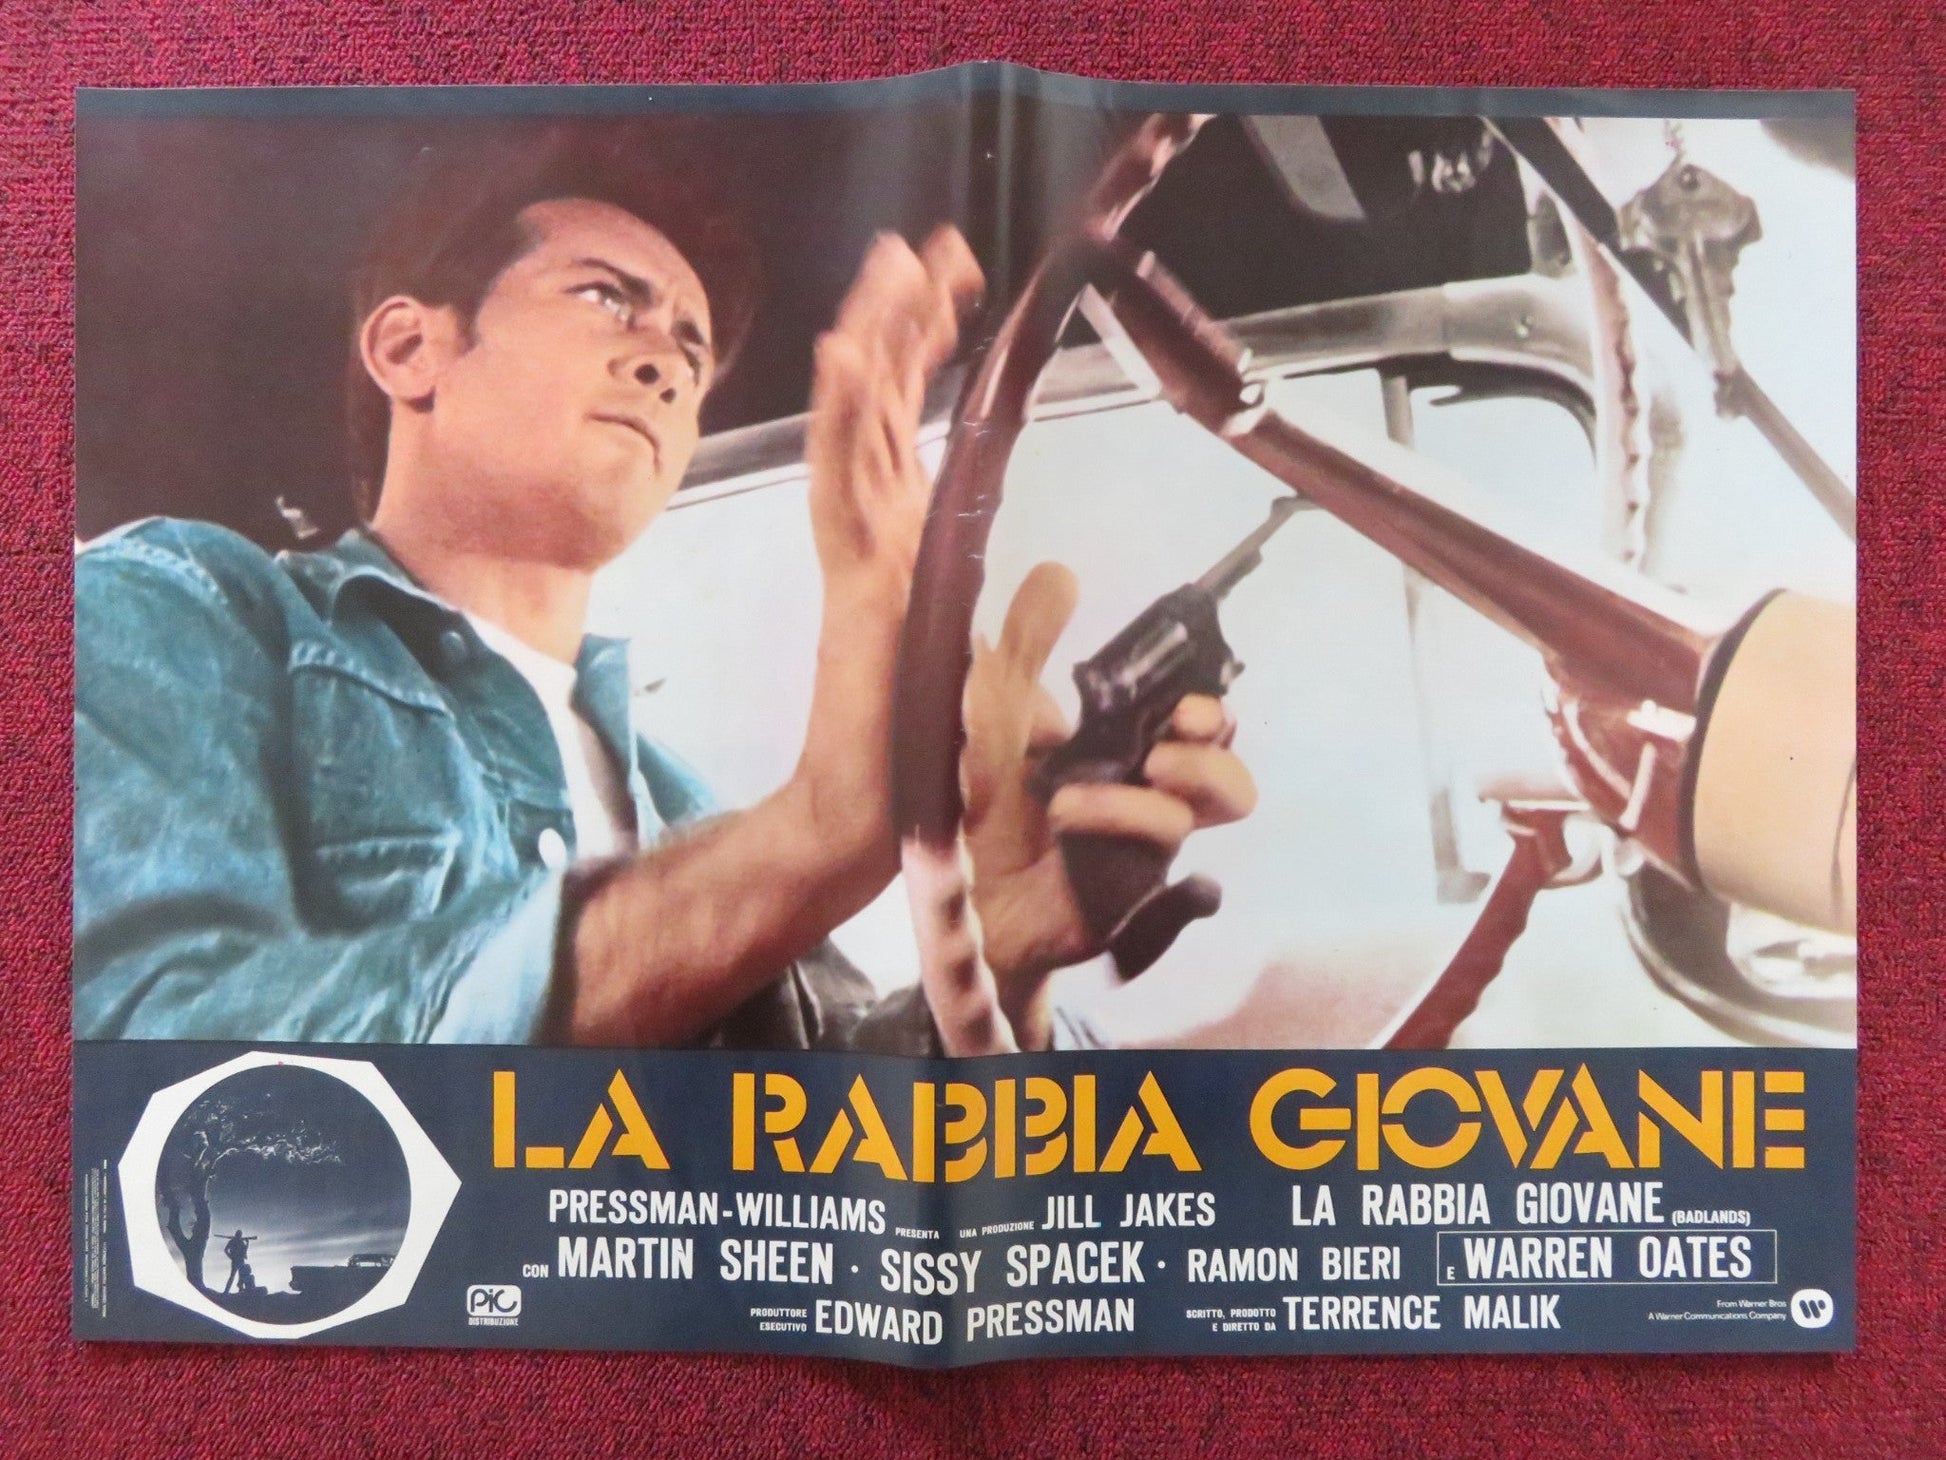 LA RABBIA GIOVANE
PRESSMAN-WILLIAMS PRESENTA UNA PRODUZIONE JILL JAKES LA RABBIA GIOVANE (BADLANDS)
CON MARTIN SHEEN · SISSY SPACEK · RAMON BIERI E WARREN OATES
PRODUTTORE ESECUTIVO EDWARD PRESSMAN SCRITTO, PRODOTTO E DIRETTO DA TERRENCE MALIK
PIC
DISTRIBUZIONE
From Warner Bros
A Warner Communications Company